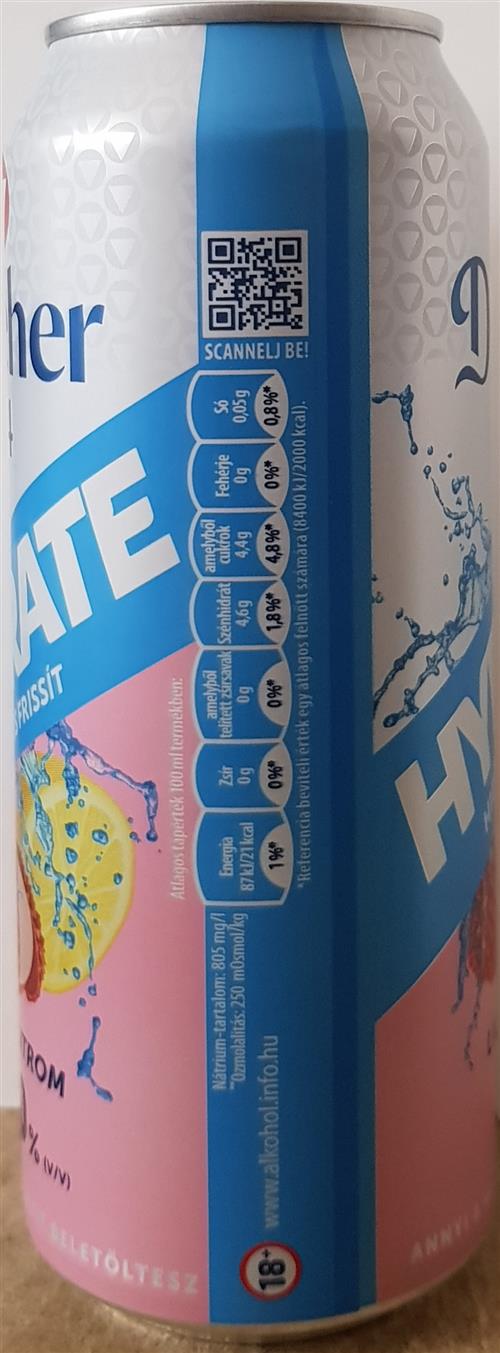 her
RATE
FRISSÍT
TROM
% (V/V)
BELETÖLTESZ
SCANNELJ BE!
Átlagos tápérték 100 ml termékben:
Energia
87 kJ/21 kcal
1%*
Zsír
0 g
0%*
amelyből
telített zsírsavak
0 g
0%*
Szénhidrát
4,6g
1,8%*
amelyből
cukrok
4,4g
4,8%*
Fehérje
0g
0%*
Só
0,05g
0,8%*
*Referencia beviteli érték egy átlagos felnőtt számára (8400 kJ/2000 kcal).
Nátrium-tartalom: 805 mg/l
**Ozmolalitás: 250 mOsmol/kg
www.alkohol.info.hu
18+
D
HY
ANNYI